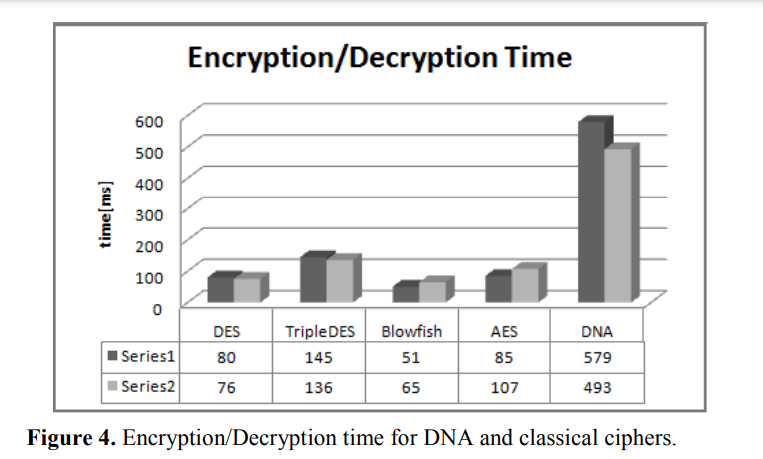 Encryption/Decryption Time
600
500
400
300
200
100
0
time[ms]
DES TripleDES Blowfish AES DNA
Series1 80 145 51 85 579
Series2 76 136 65 107 493
Figure 4. Encryption/Decryption time for DNA and classical ciphers.